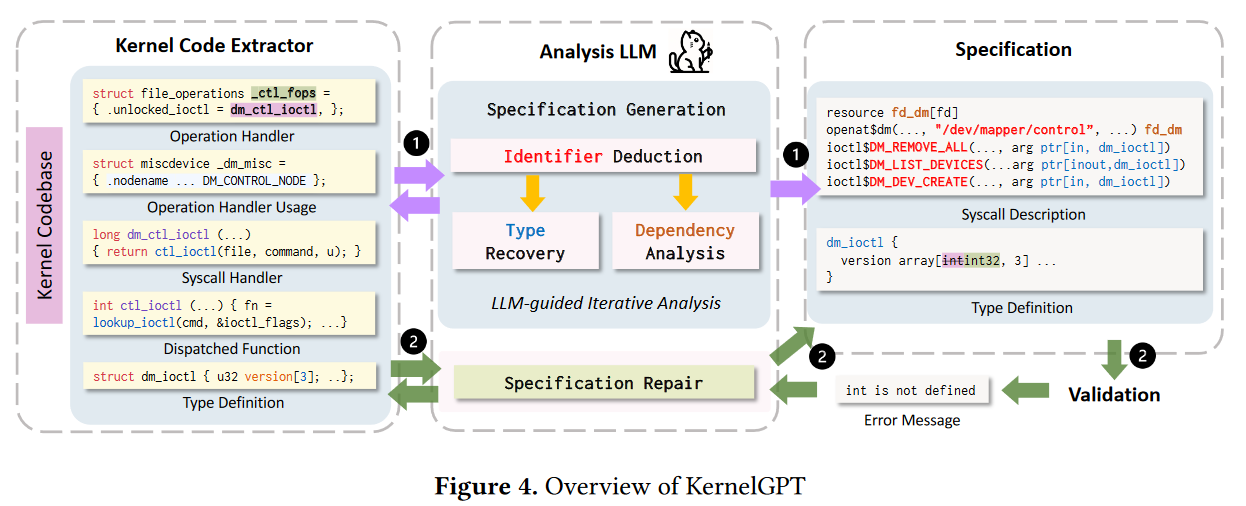 Kernel Code Extractor
Kernel Codebase
struct file_operations _ctl_fops =
{ .unlocked_ioctl = dm_ctl_ioctl, };
Operation Handler
struct miscdevice _dm_misc =
{ .nodename ... DM_CONTROL_NODE };
Operation Handler Usage
long dm_ctl_ioctl (...)
{ return ctl_ioctl(file, command, u); }
Syscall Handler
int ctl_ioctl (...) { fn =
lookup_ioctl(cmd, &ioctl_flags); ...}
Dispatched Function
struct dm_ioctl { u32 version[3]; ..};
Type Definition
1
2
Analysis LLM
Specification Generation
Identifier Deduction
Type
Recovery
Dependency
Analysis
LLM-guided Iterative Analysis
Specification Repair
1
2
Specification
resource fd_dm[fd]
openat$dm(..., "/dev/mapper/control”, ...) fd_dm
ioctl$DM_REMOVE_ALL(..., arg ptr[in, dm_ioctl])
ioctl$DM_LIST_DEVICES(...arg ptr[inout,dm_ioctl])
ioctl$DM_DEV_CREATE(..., arg ptr[in, dm_ioctl])
Syscall Description
dm_ioctl {
version array[intint32, 3] ...
}
Type Definition
2
Validation
int is not defined
Error Message
Figure 4. Overview of KernelGPT